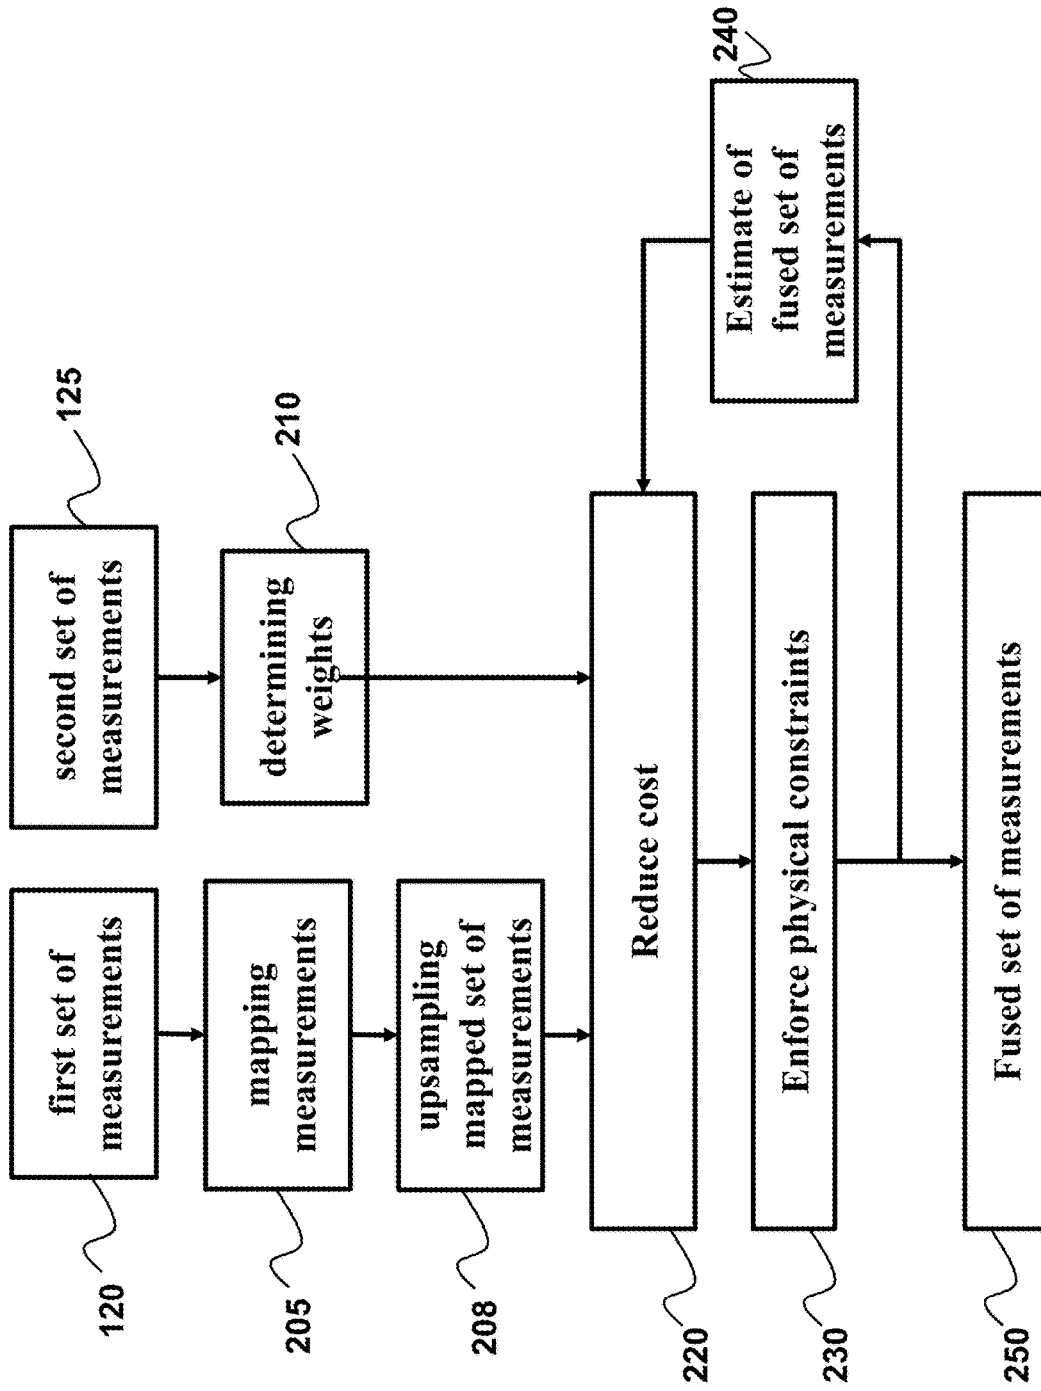 120
first set of
measurements
second set of
measurements
125
205
mapping
measurements
determining
weights
210
208
upsampling
mapped set of
measurements
220
Reduce cost
Estimate of
fused set of
measurements
240
230
Enforce physical constraints
250
Fused set of measurements